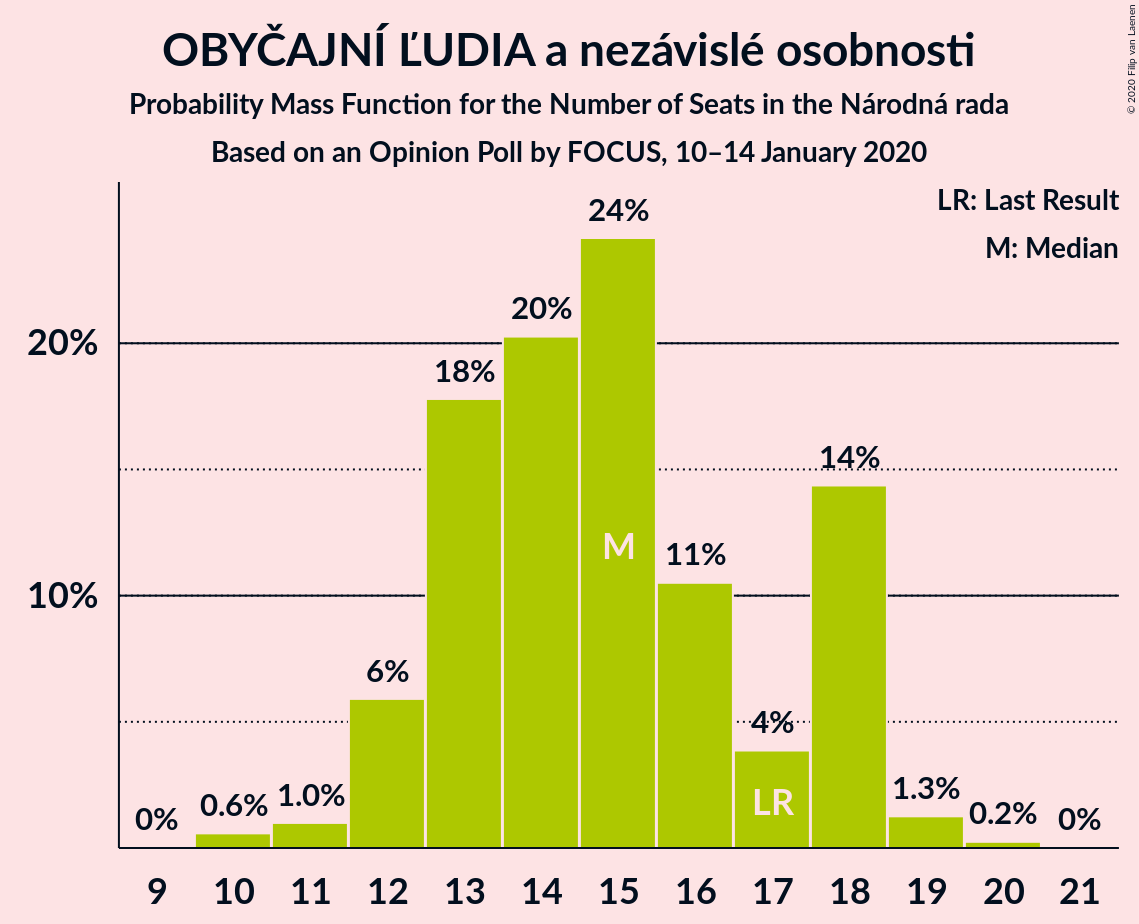 OBYČAJNÍ ĽUDIA a nezávislé osobnosti
Probability Mass Function for the Number of Seats in the Národná rada
Based on an Opinion Poll by FOCUS, 10–14 January 2020
© 2020 Filip van Laenen
LR: Last Result
M: Median
20%
10%
0%
0.6%
1.0%
6%
18%
20%
24%
11%
4%
14%
1.3%
0.2%
0%
M
LR
9 10 11 12 13 14 15 16 17 18 19 20 21